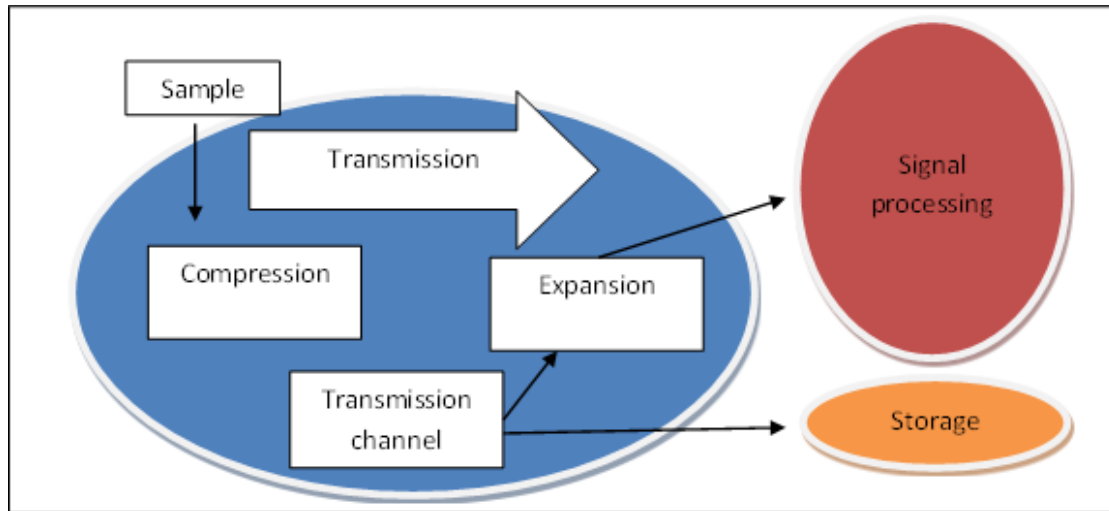 Sample
Transmission
Signal
processing
Compression
Expansion
Transmission
channel
Storage